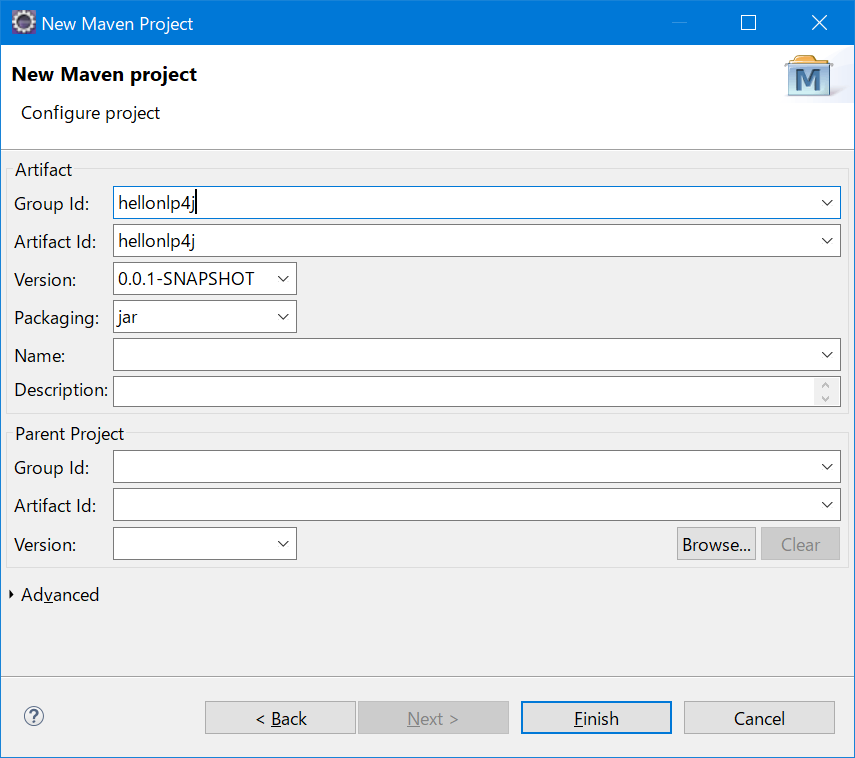 New Maven Project
New Maven project
M
Configure project
Artifact
Group Id: hellonlp4j
Artifact Id: hellonlp4j
Version: 0.0.1-SNAPSHOT
Packaging: jar
Name:
Description:
Parent Project
Group Id:
Artifact Id:
Version: Browse... Clear
Advanced
? < Back Next > Finish Cancel